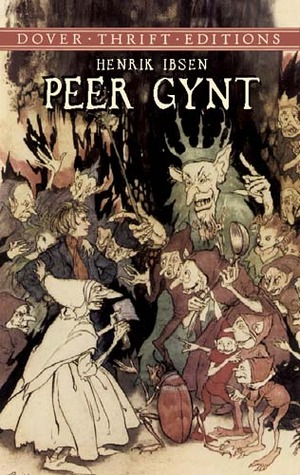 DOVER · THRIFT · EDITIONS
HENRIK IBSEN
PEER GYNT